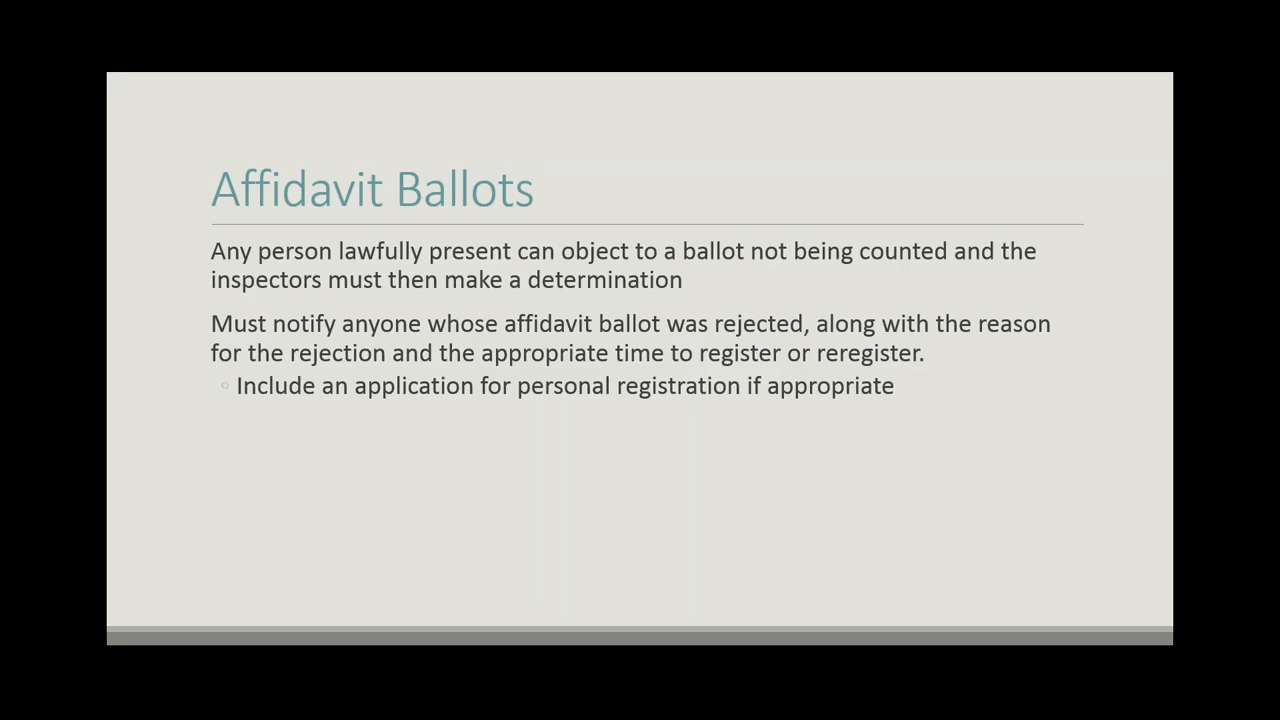 Affidavit Ballots
Any person lawfully present can object to a ballot not being counted and the
inspectors must then make a determination
Must notify anyone whose affidavit ballot was rejected, along with the reason
for the rejection and the appropriate time to register or reregister.
◦ Include an application for personal registration if appropriate